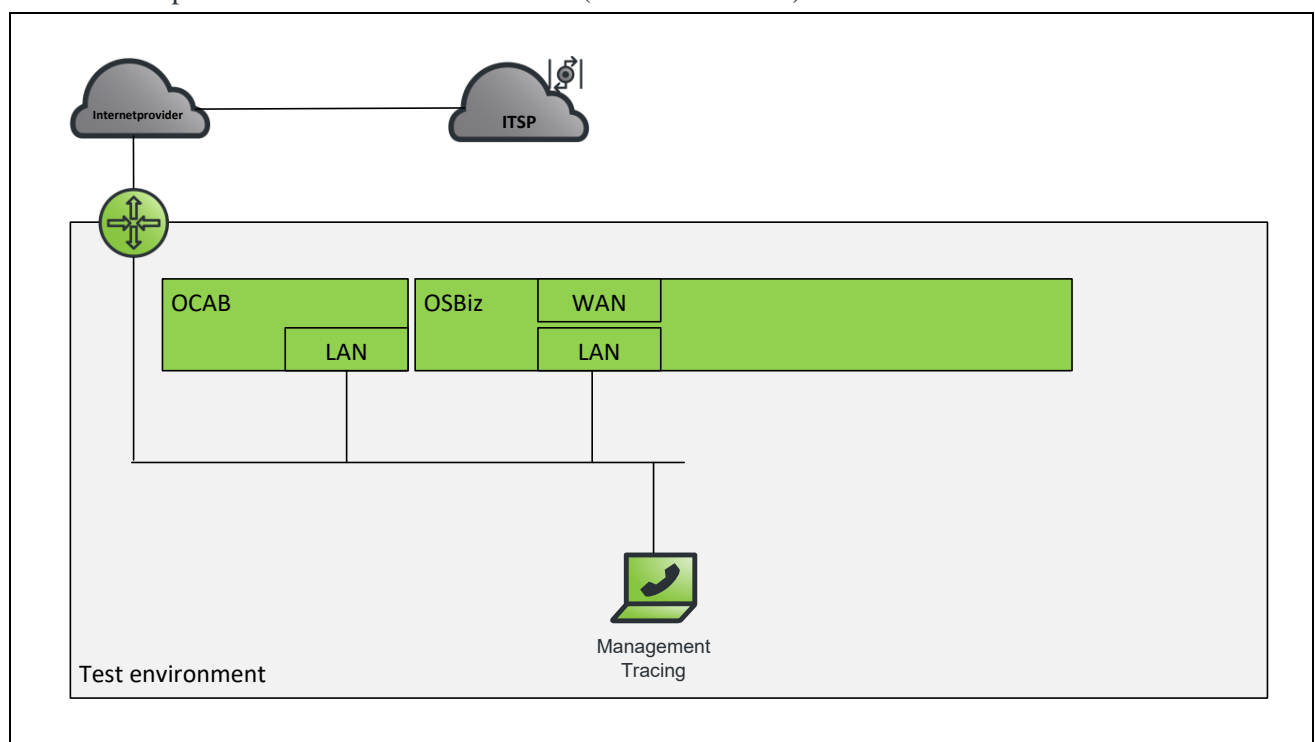 Internetprovider
ITSP
OCAB
OSBiz
WAN
LAN
LAN
Management
Tracing
Test environment